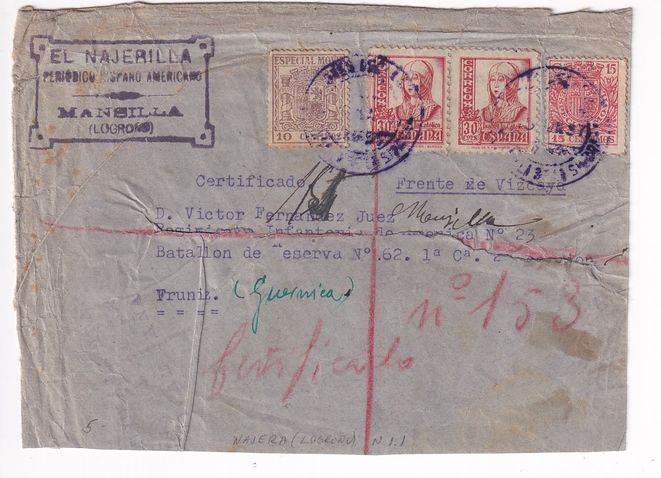 EL NAJERILLA
PERIODICO HISPANO AMERICANO
MANSILLA
(LOGROÑO)
ESPECIAL MOVIL
10
CORREOS
30
ESPAÑA
CORREOS
30 CTS.
ESPAÑA
15
Certificado Frente de Vizcaya
D. Victor Fernandez Juez
Mansilla
Regimiento Infanteria de America Nº 23
Batallon de Reserva Nº.62. 1ª Cª. 2
Fruniz. (Guernica)
= = = =
nº 153
Certificado
5-
NAJERA (LOGROÑO) N.I.I